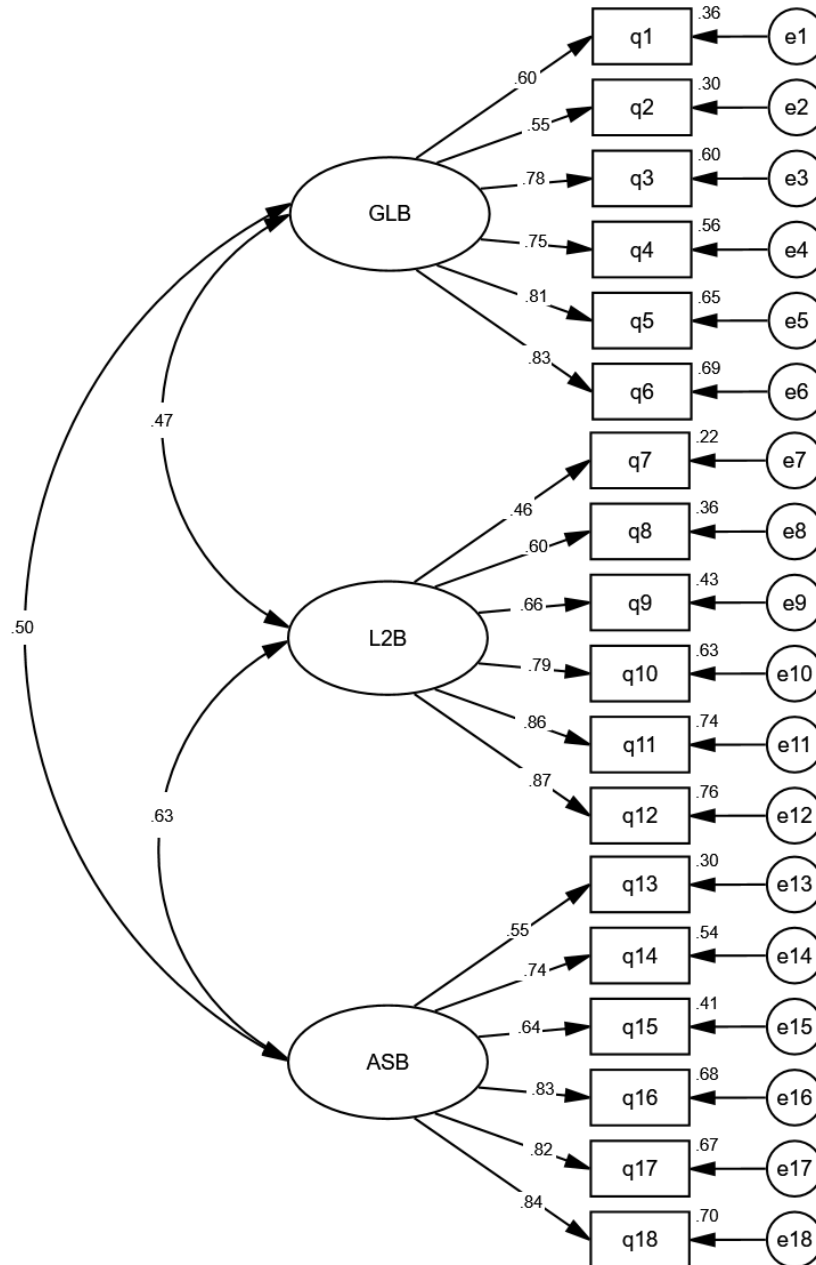 .36
q1
e1
.60
.30
q2
e2
.55
.60
q3
e3
.78
GLB
.56
q4
e4
.75
.65
q5
e5
.81
.69
q6
e6
.83
.47
.22
q7
e7
.46
.36
q8
e8
.60
.43
q9
e9
.66
.50
L2B
.63
q10
e10
.79
.74
q11
e11
.86
.76
q12
e12
.87
.63
.30
q13
e13
.55
.54
q14
e14
.74
.41
q15
e15
.64
ASB
.68
q16
e16
.83
.67
q17
e17
.82
.70
q18
e18
.84